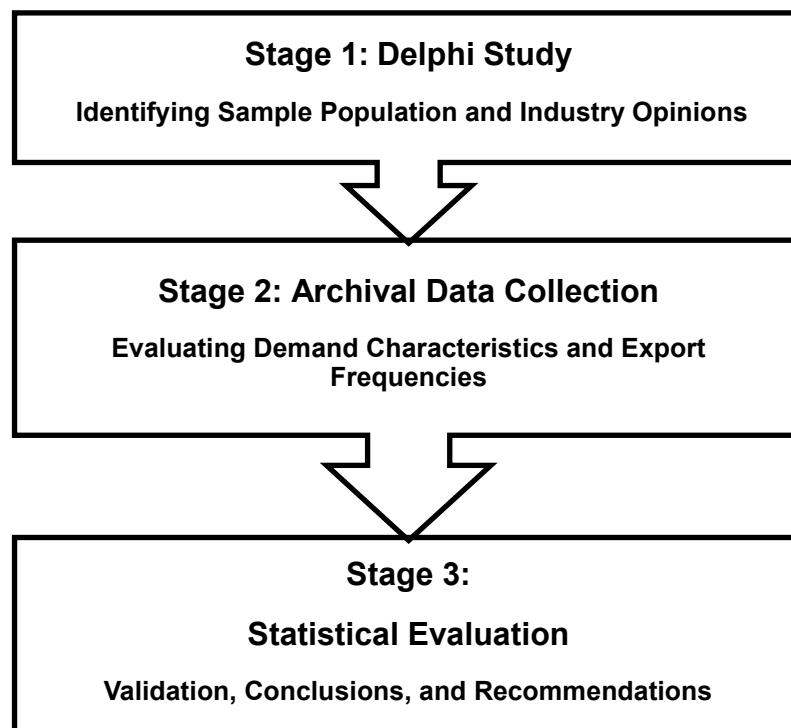 Stage 1: Delphi Study
Identifying Sample Population and Industry Opinions
Stage 2: Archival Data Collection
Evaluating Demand Characteristics and Export
Frequencies
Stage 3:
Statistical Evaluation
Validation, Conclusions, and Recommendations